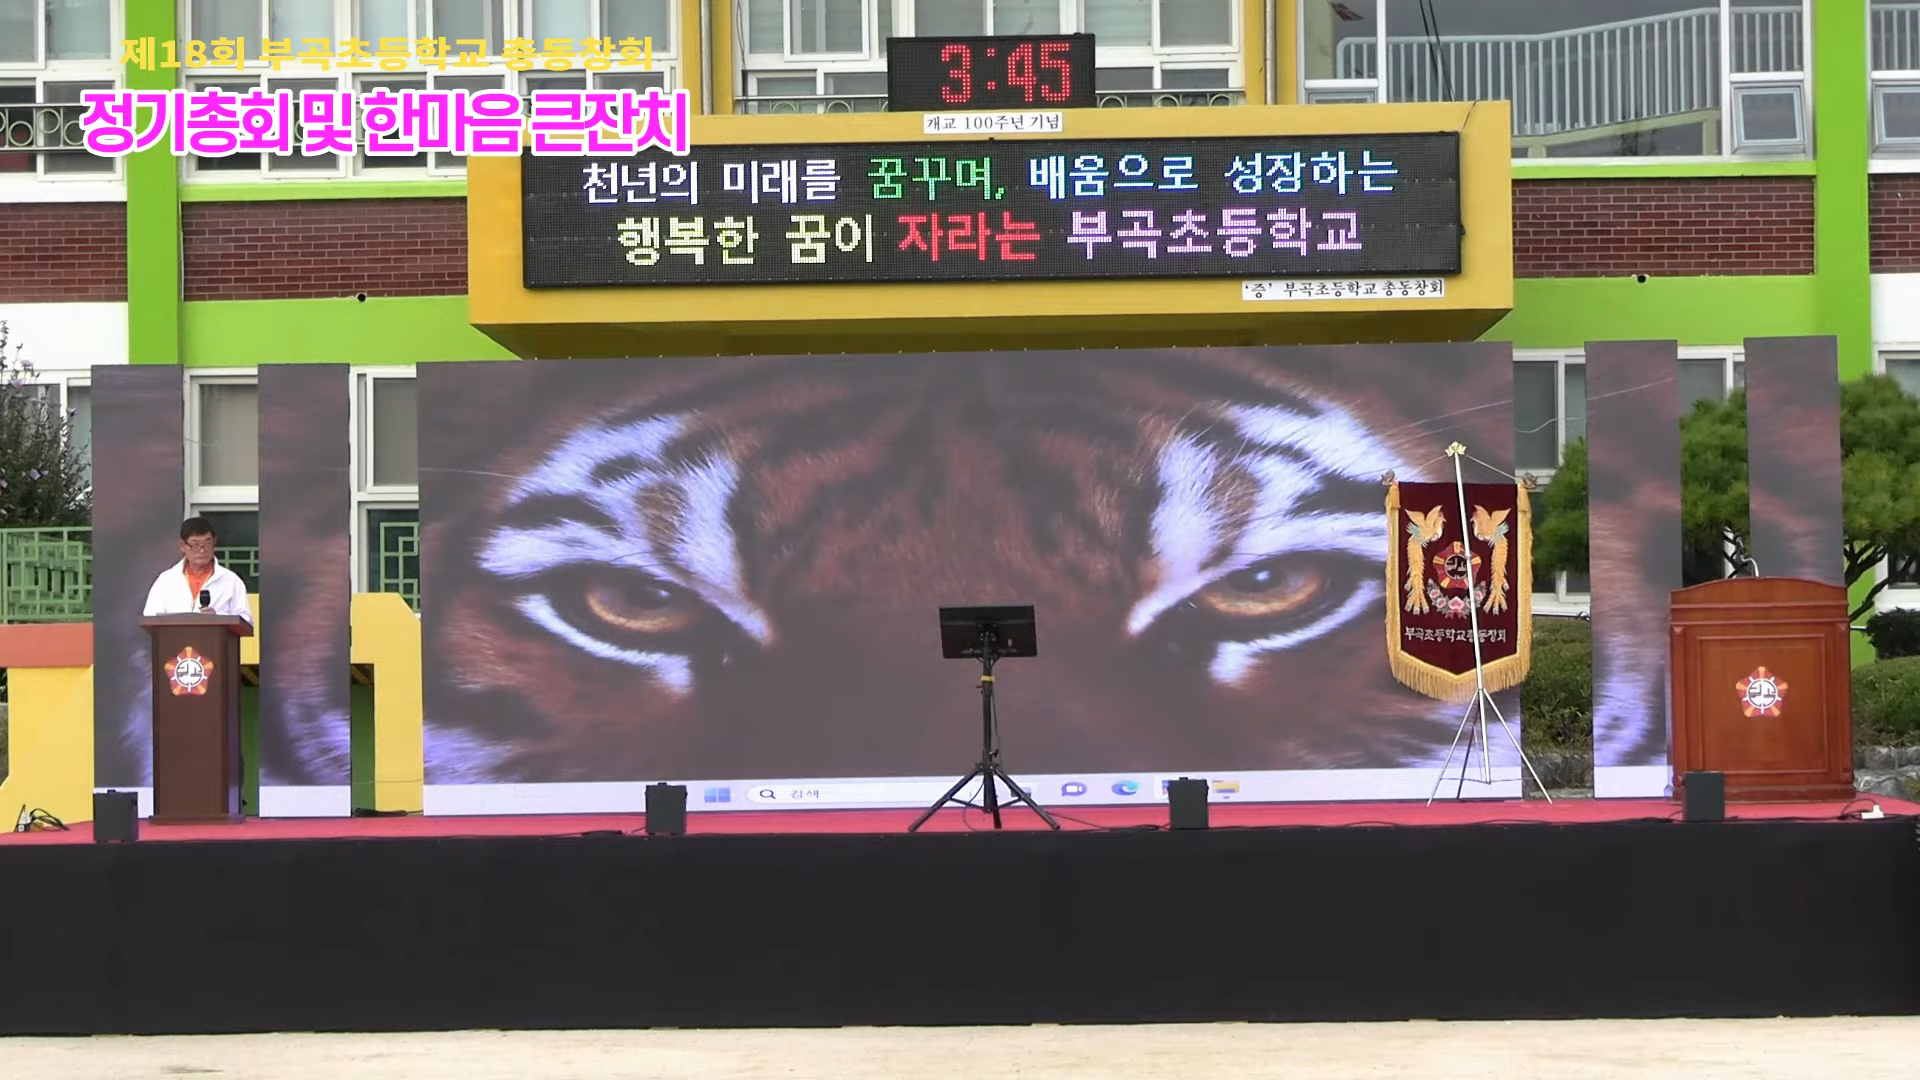 제18회 부곡초등학교 총동창회
정기총회 및 한마음 큰잔치
3:45
개교 100주년 기념
천년의 미래를 꿈꾸며, 배움으로 성장하는
행복한 꿈이 자라는 부곡초등학교
'증' 부곡초등학교 총동창회
부곡초등학교총동창회
검색